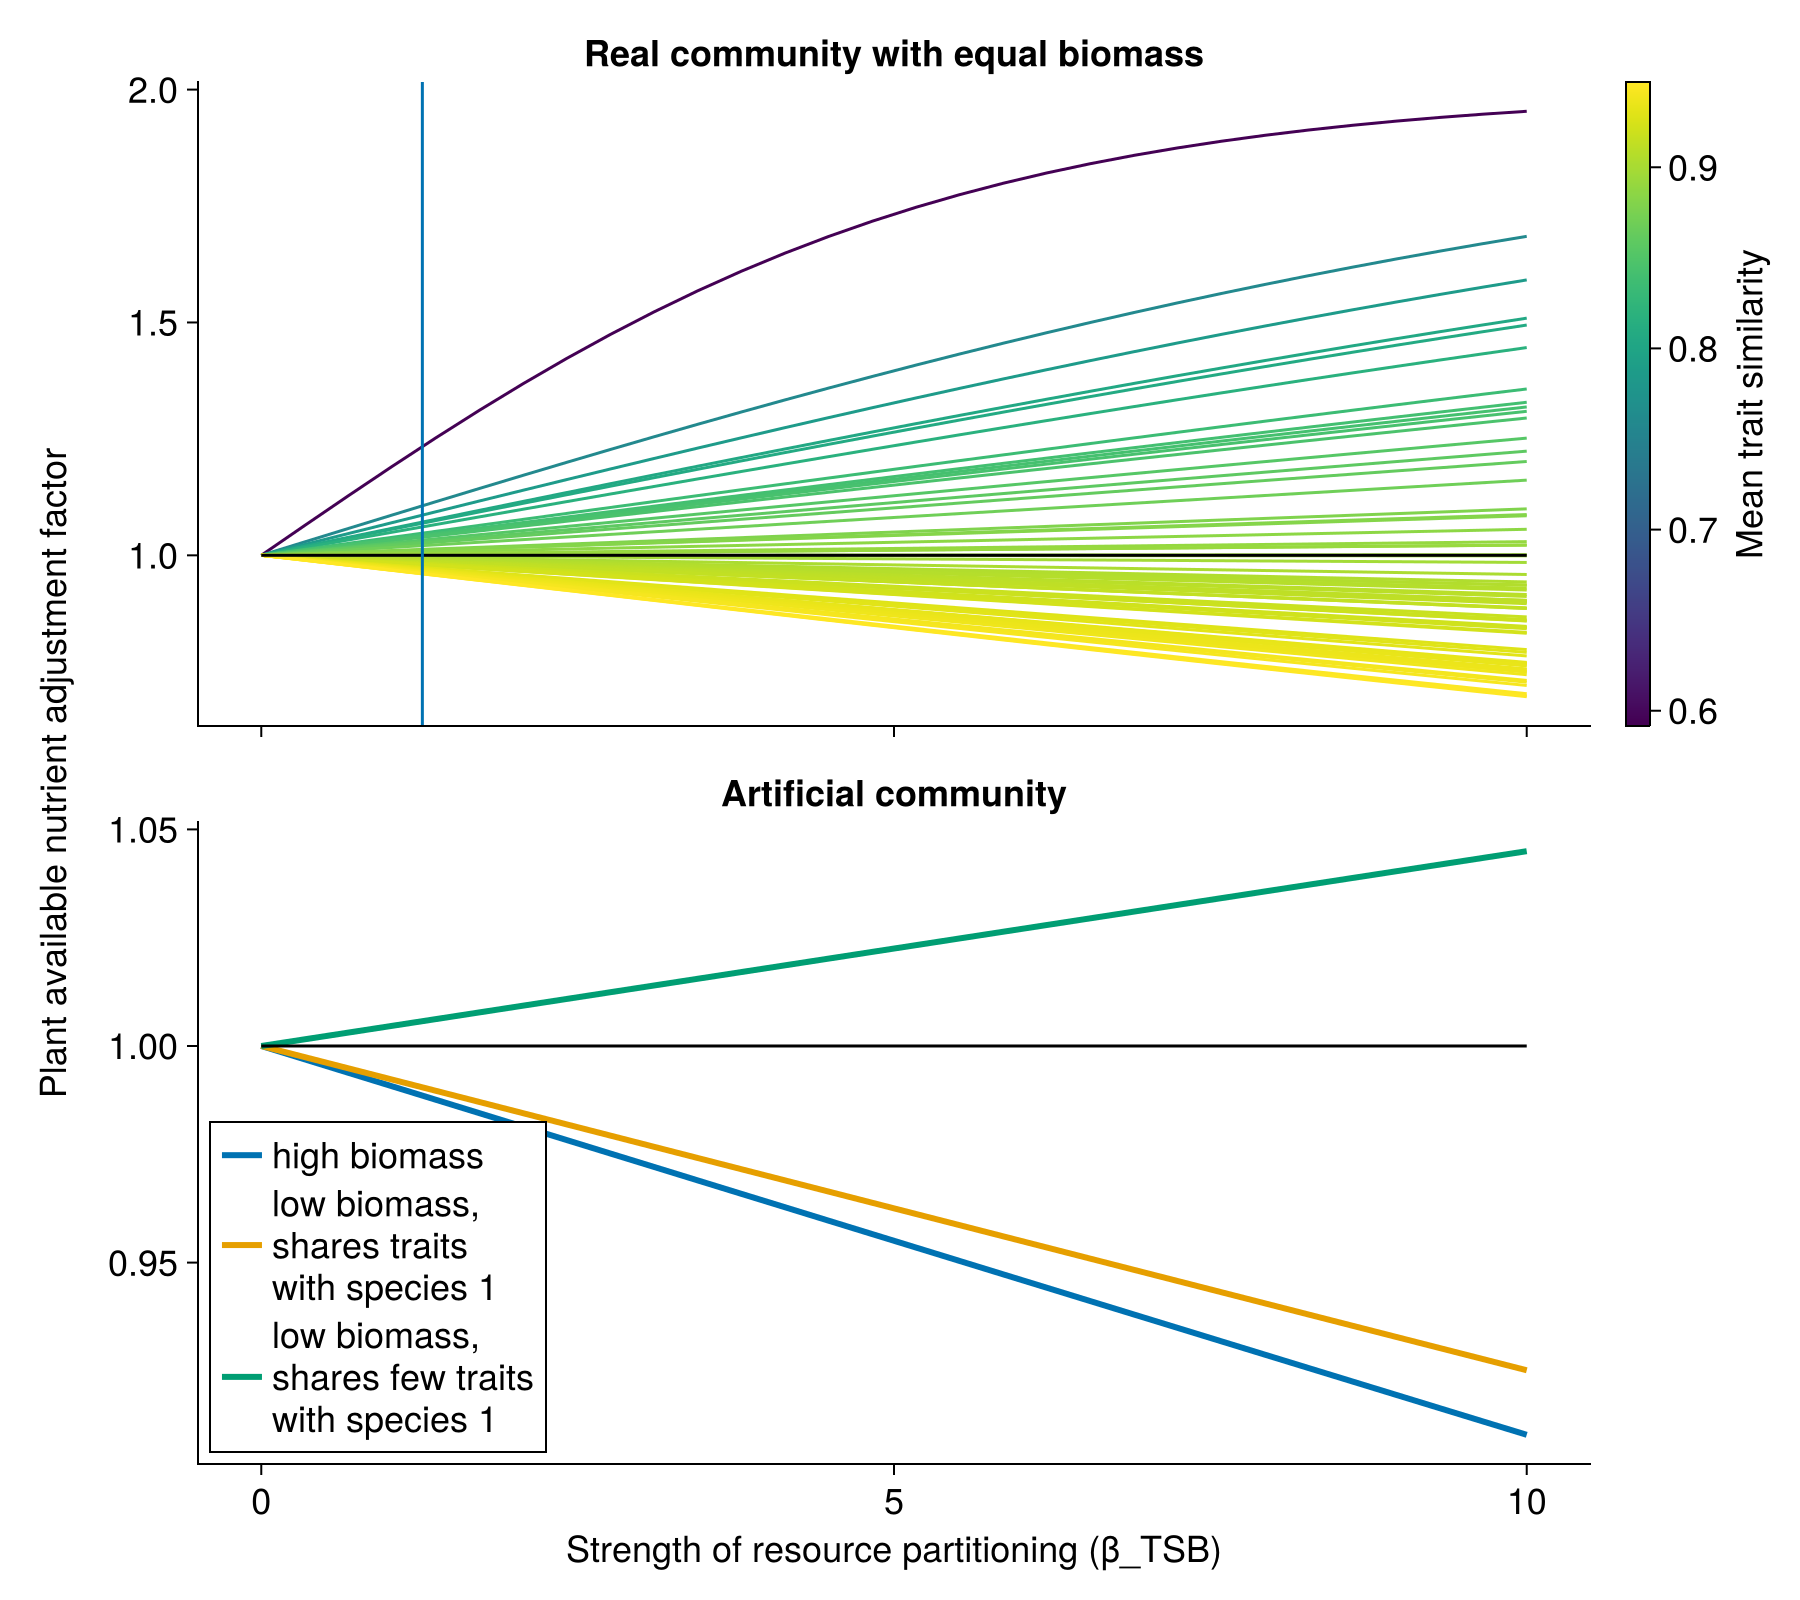 Real community with equal biomass
2.0
1.5
1.0
0.9
0.8
0.7
0.6
Mean trait similarity
Plant available nutrient adjustment factor
Artificial community
1.05
1.00
0.95
high biomass
low biomass,
shares traits
with species 1
low biomass,
shares few traits
with species 1
0
5
10
Strength of resource partitioning (β_TSB)